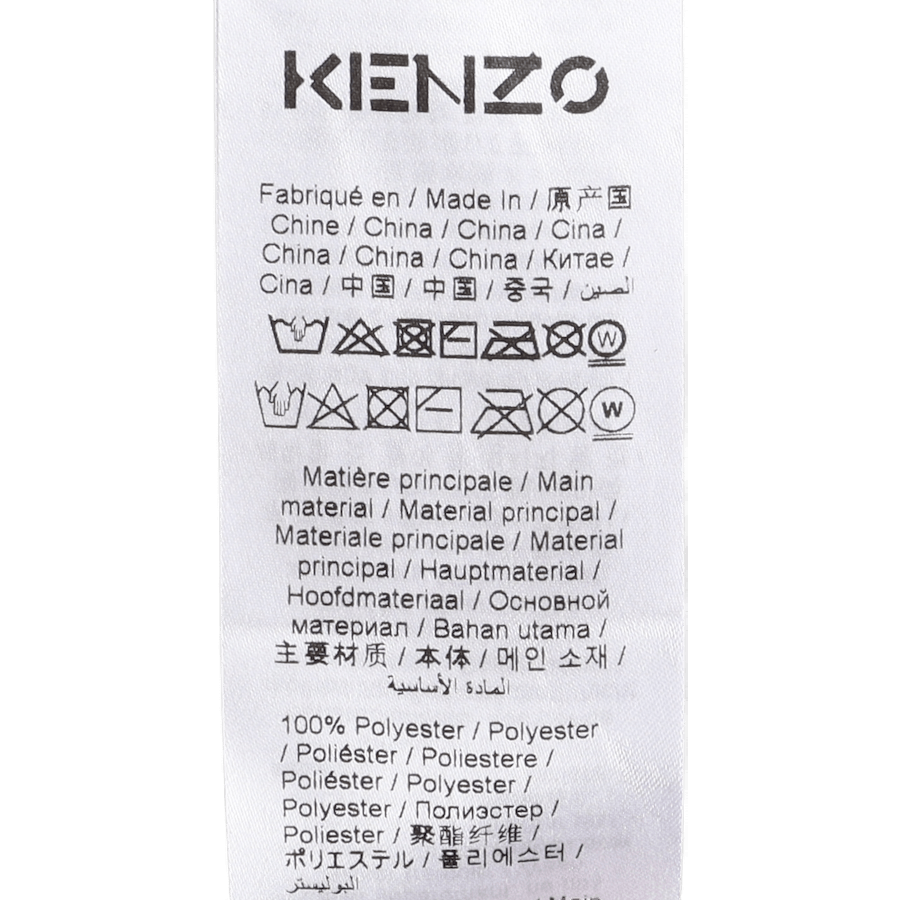 KENZO
Fabriqué en / Made In / 原产国
Chine / China / China / Cina /
China / China / China / Китае /
Cina / 中国 / 中国 / 중국 / الصين
W
W
Matière principale / Main
material / Material principal /
Materiale principale / Material
principal / Hauptmaterial /
Hoofdmateriaal / Основной
материал / Bahan utama /
主要材质 / 本体 / 메인 소재 /
المادة الأساسية
100% Polyester / Polyester
/ Poliéster / Poliestere /
Poliéster / Polyester /
Polyester / Полиэстер /
Poliester / 聚酯纤维 /
ポリエステル / 폴리에스터 /
البوليستر
/ Main